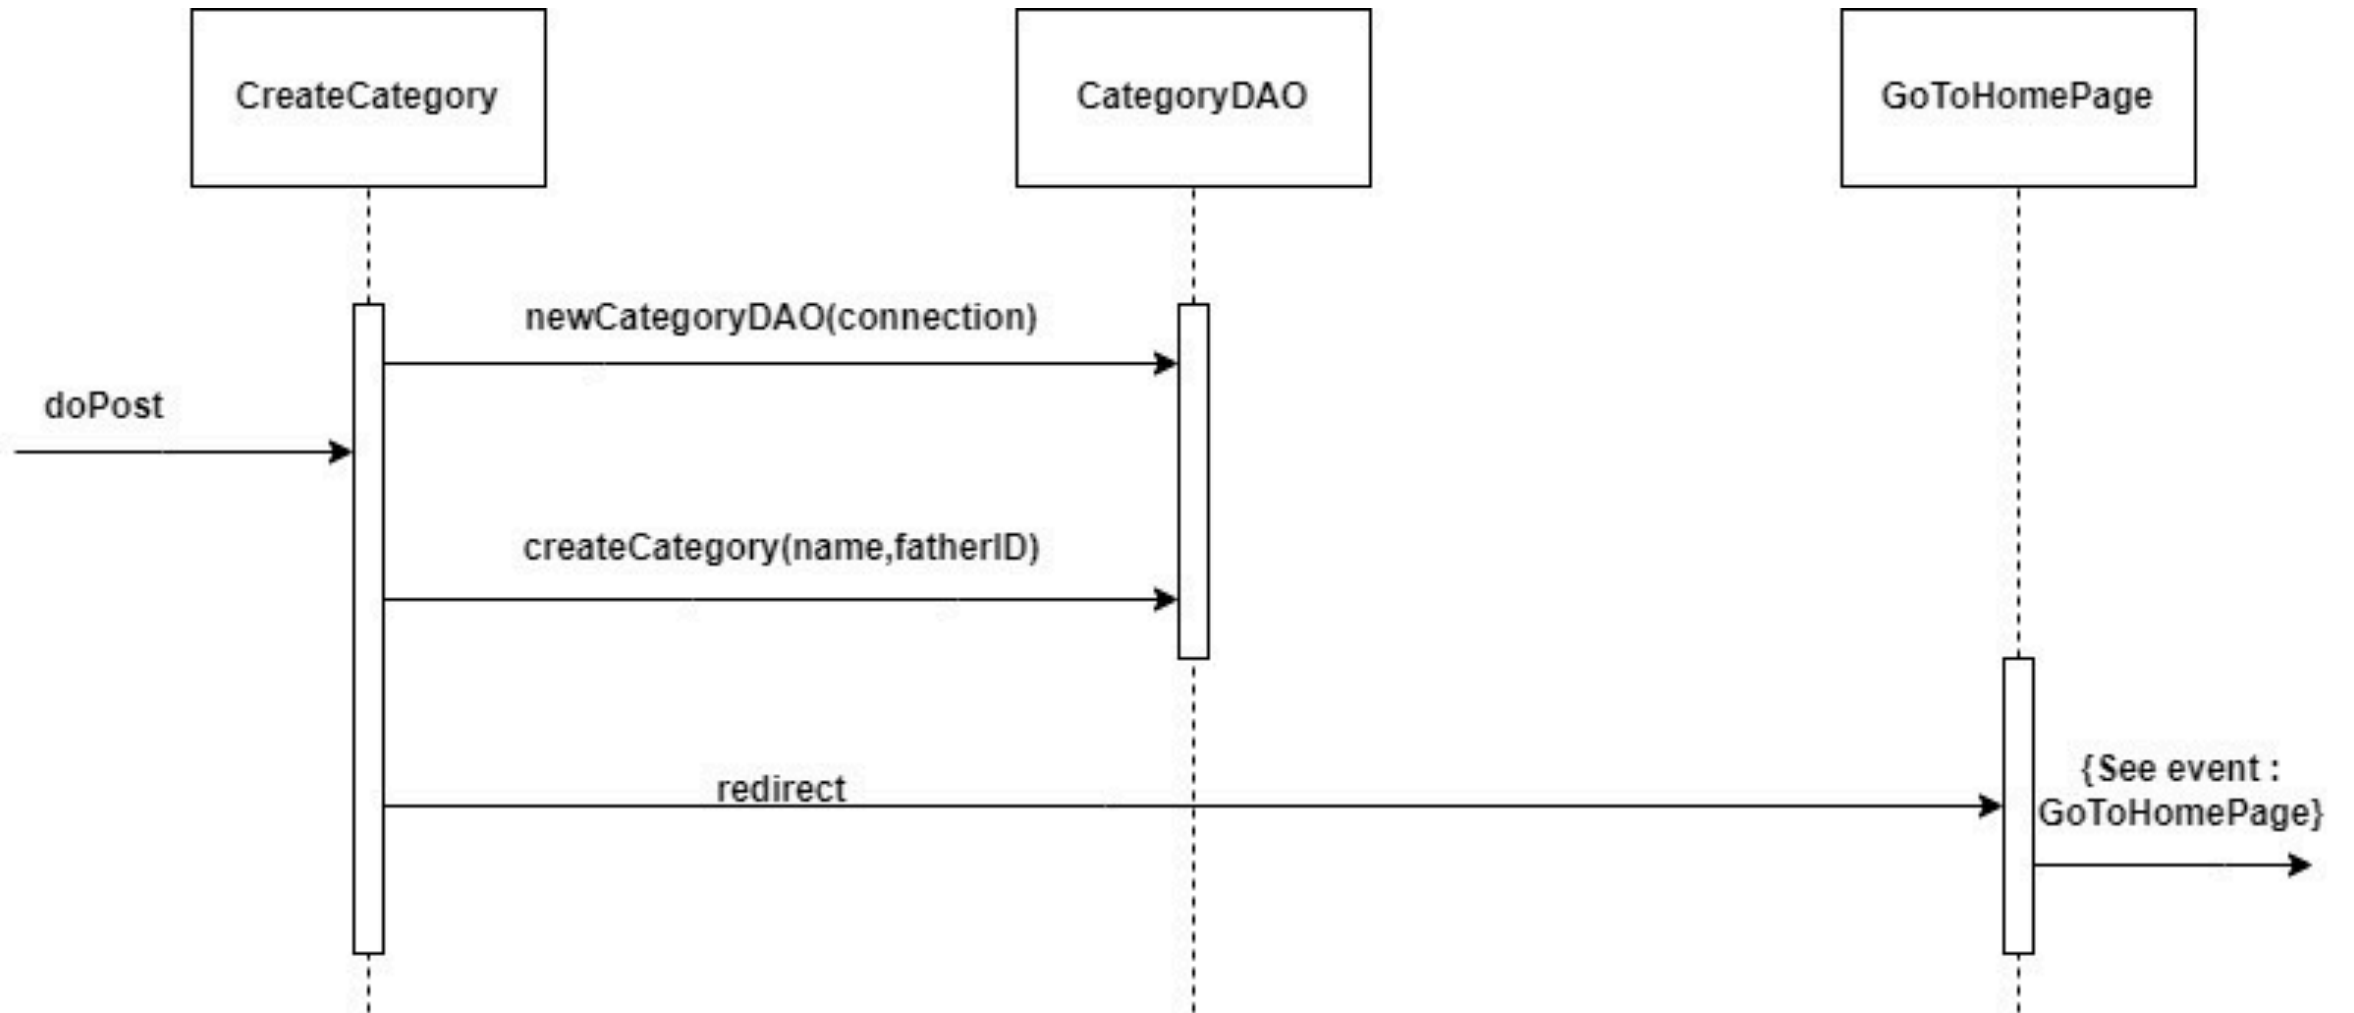 CreateCategory
CategoryDAO
GoToHomePage
newCategoryDAO(connection)
doPost
createCategory(name,fatherID)
redirect
{See event :
GoToHomePage}